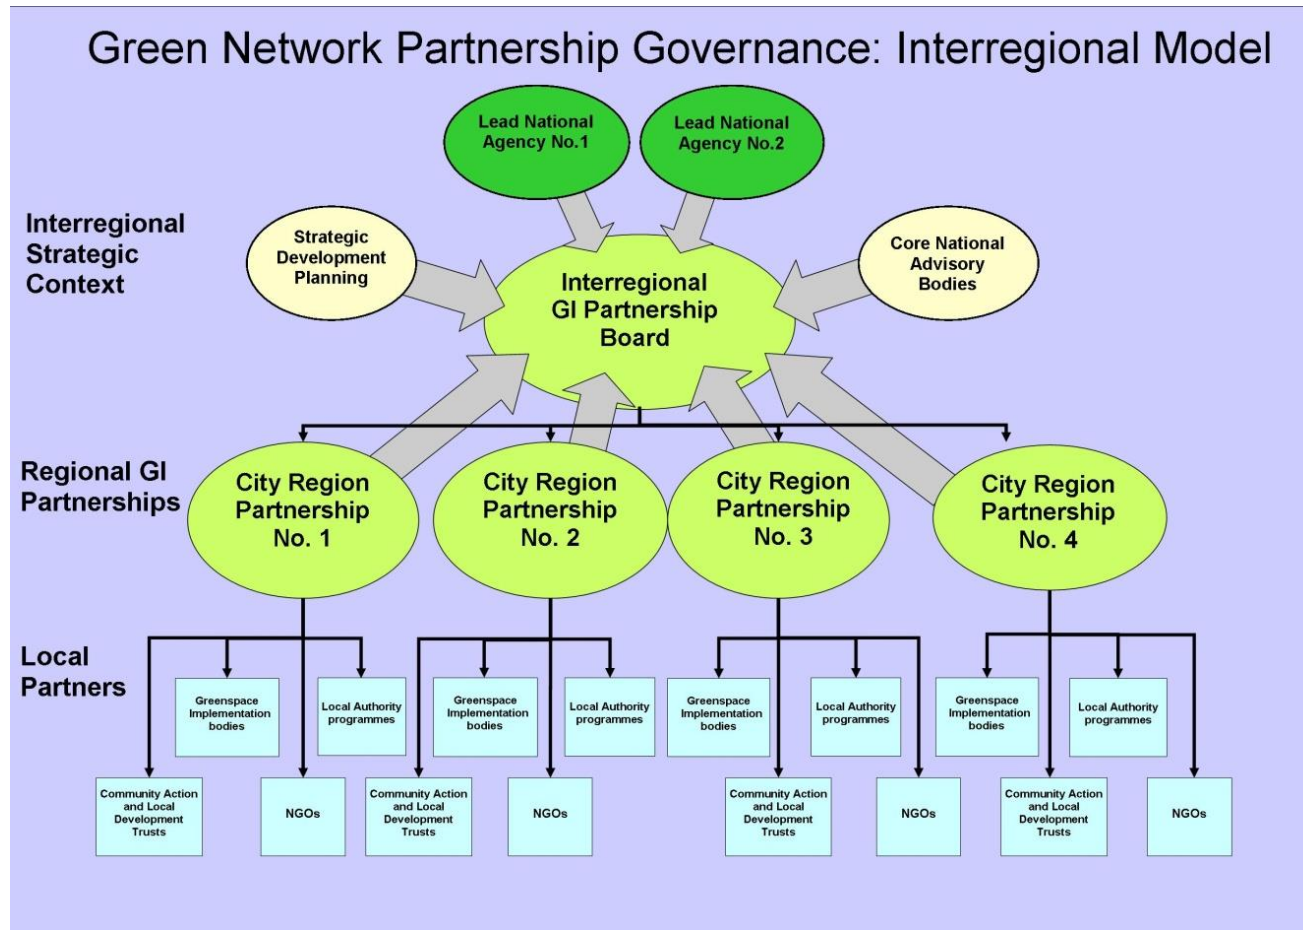 Green Network Partnership Governance: Interregional Model
Lead National
Agency No.1
Lead National
Agency No.2
Interregional
Strategic
Context
Strategic
Development
Planning
Core National
Advisory
Bodies
Interregional
GI Partnership
Board
Regional GI
Partnerships
City Region
Partnership
No. 1
City Region
Partnership
No. 2
City Region
Partnership
No. 3
City Region
Partnership
No. 4
Local
Partners
Greenspace
Implementation
bodies
Local Authority
programmes
Greenspace
Implementation
bodies
Local Authority
programmes
Greenspace
Implementation
bodies
Local Authority
programmes
Greenspace
Implementation
bodies
Local Authority
programmes
Community Action
and Local
Development
Trusts
NGOs
Community Action
and Local
Development
Trusts
NGOs
Community Action
and Local
Development
Trusts
NGOs
Community Action
and Local
Development
Trusts
NGOs